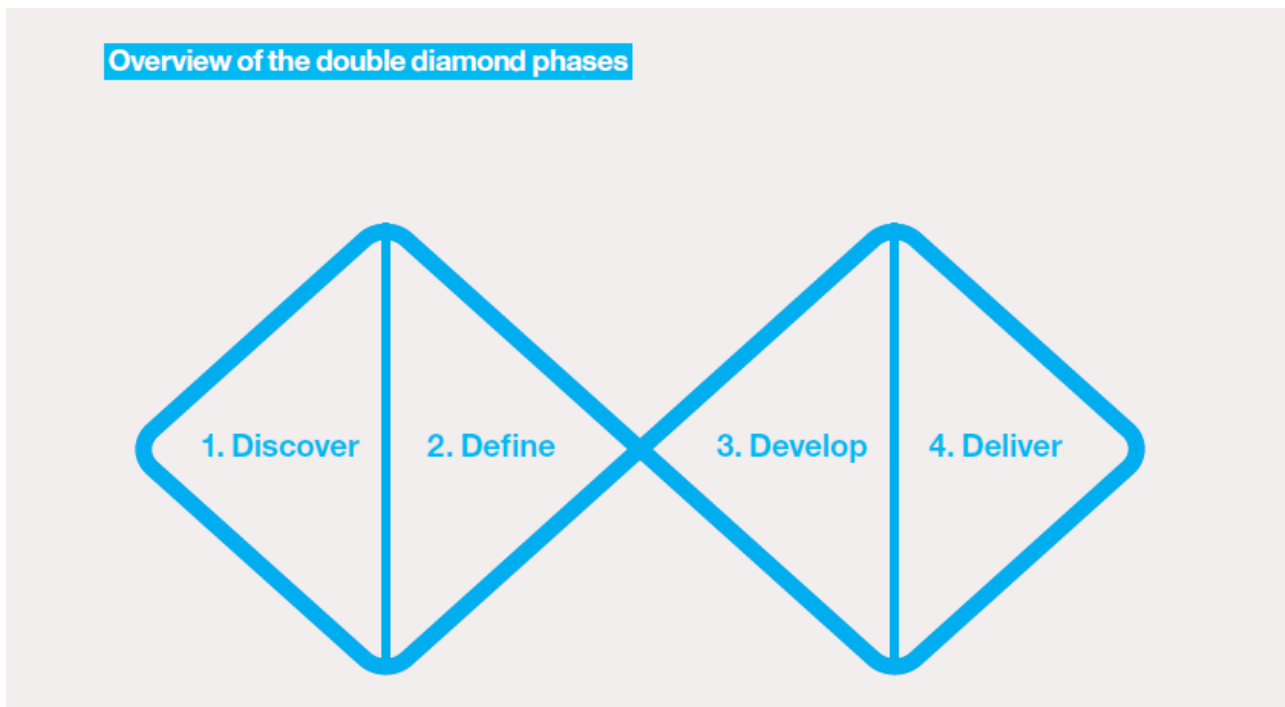 Overview of the double diamond phases
1. Discover
2. Define
3. Develop
4. Deliver